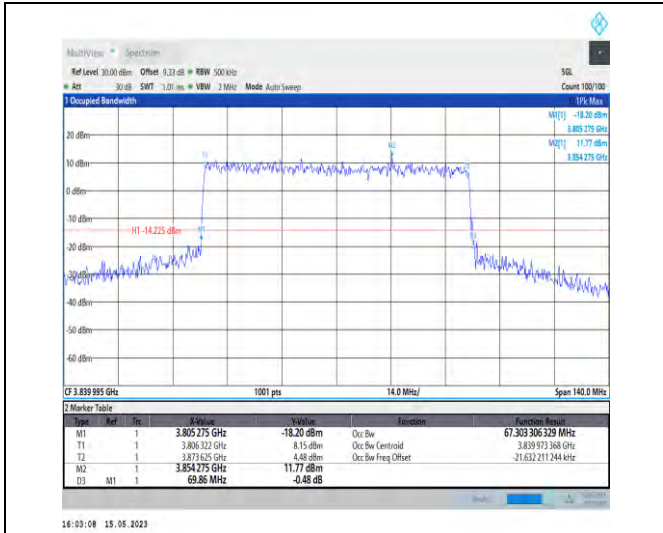 MultiView Spectrum
Ref Level 30.00 dBm Offset 9.33 dB RBW 500 kHz SGL
Att 30 dB SWT 1.01 ms VBW 2 MHz Mode Auto Sweep Count 100/100
1 Occupied Bandwidth 1Pk Max
M1[1] -18.20 dBm
3.805 275 GHz
M2[1] 11.77 dBm
3.854 275 GHz
20 dBm
T1 M2
10 dBm
0 dBm
-10 dBm
H1 -14.225 dBm
M1
D3
-20 dBm
-30 dBm
-40 dBm
-50 dBm
-60 dBm
CF 3.839 995 GHz 1001 pts 14.0 MHz/ Span 140.0 MHz
2 Marker Table
Type Ref Trc X-Value Y-Value Function Function Result
M1 1 3.805 275 GHz -18.20 dBm Occ Bw 67.303 306 329 MHz
T1 1 3.806 322 GHz 8.15 dBm Occ Bw Centroid 3.839 973 368 GHz
T2 1 3.873 625 GHz 4.48 dBm Occ Bw Freq Offset -21.632 211 244 kHz
M2 1 3.854 275 GHz 11.77 dBm
D3 M1 1 69.86 MHz -0.48 dB
16:03:08 15.05.2023